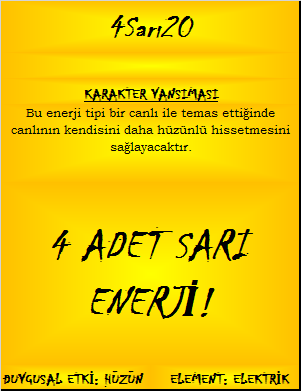 4Sarı20
KARAKTER YANSIMASI
Bu enerji tipi bir canlı ile temas ettiğinde
canlının kendisini daha hüzünlü hissetmesini
sağlayacaktır.
4 ADET SARI
ENERJİ!
DUYGUSAL ETKİ: HÜZÜN ELEMENT: ELEKTRİK